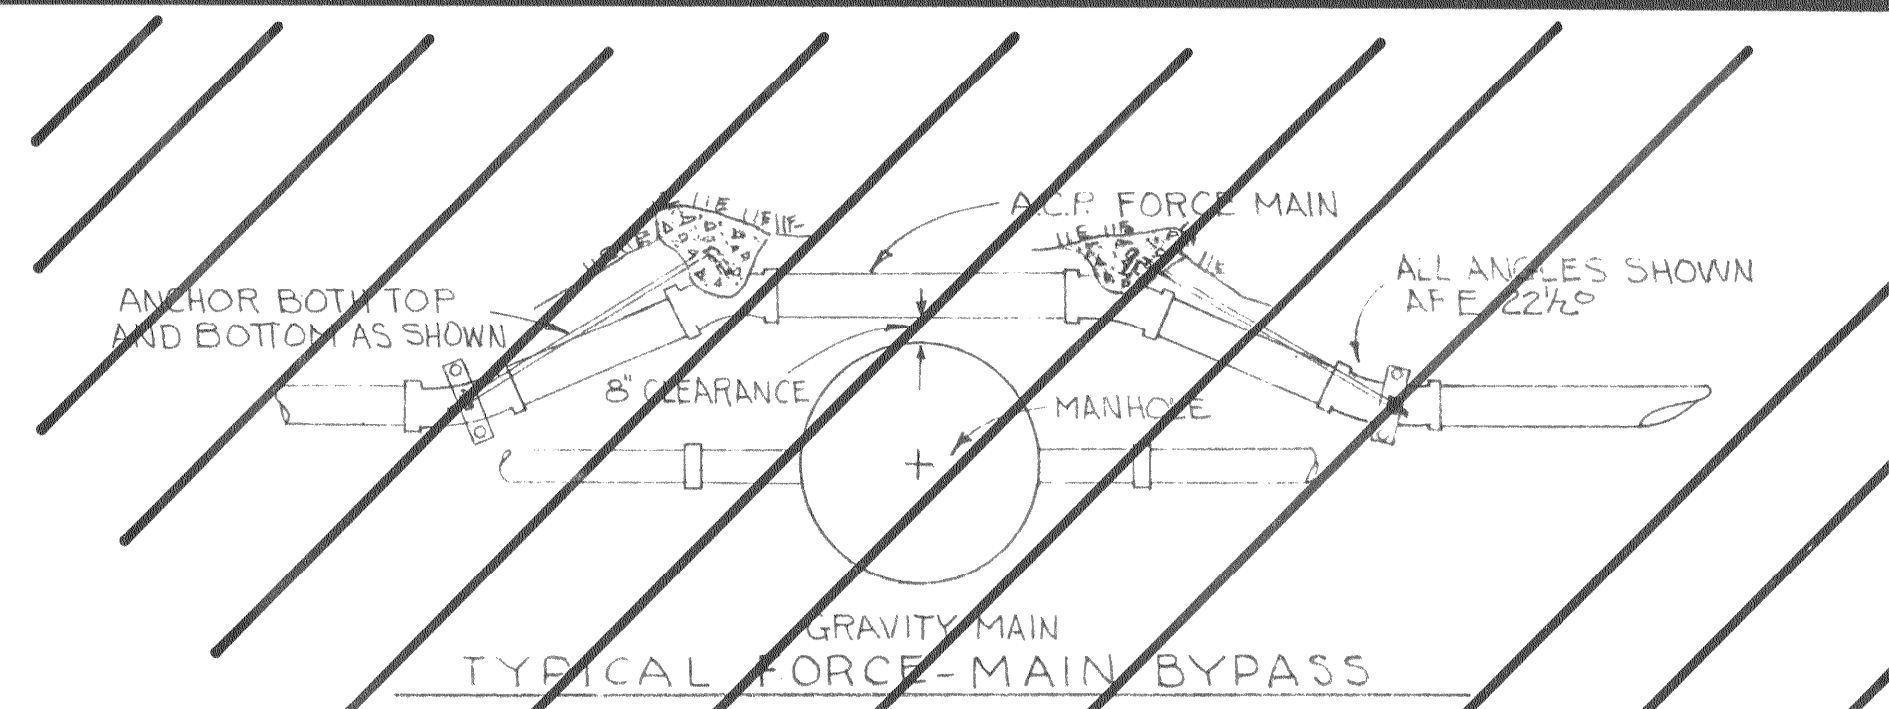 A.C.P. FORCE MAIN
ALL ANGLES SHOWN
ARE 22½°
ANCHOR BOTH TOP
AND BOTTOM AS SHOWN
8" CLEARANCE
MANHOLE
GRAVITY MAIN
TYPICAL FORCE-MAIN BYPASS